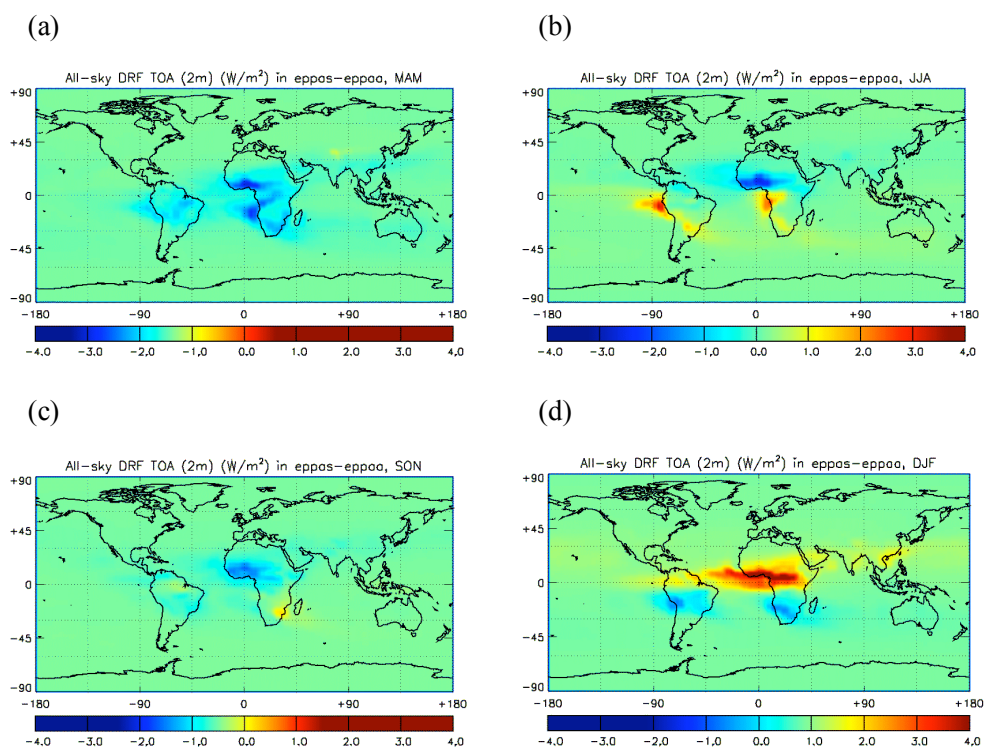 (a)
All-sky DRF TOA (2m) (W/m²) in eppas-eppaa, MAM
+90
+45
0
-45
-90
-180 -90 0 +90 +180
-4.0 -3.0 -2.0 -1.0 0.0 1.0 2.0 3.0 4.0
(b)
All-sky DRF TOA (2m) (W/m²) in eppas-eppaa, JJA
+90
+45
0
-45
-90
-180 -90 0 +90 +180
-4.0 -3.0 -2.0 -1.0 0.0 1.0 2.0 3.0 4.0
(c)
All-sky DRF TOA (2m) (W/m²) in eppas-eppaa, SON
+90
+45
0
-45
-90
-180 -90 0 +90 +180
-4.0 -3.0 -2.0 -1.0 0.0 1.0 2.0 3.0 4.0
(d)
All-sky DRF TOA (2m) (W/m²) in eppas-eppaa, DJF
+90
+45
0
-45
-90
-180 -90 0 +90 +180
-4.0 -3.0 -2.0 -1.0 0.0 1.0 2.0 3.0 4.0